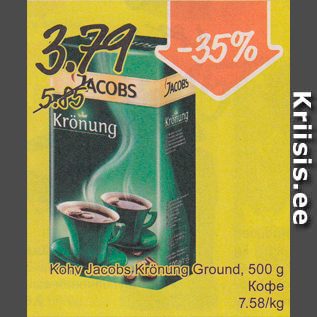 3.79
-35%
5.85
JACOBS
JACOBS
Krönung
Krönung
Kriisis.ee
Kohv Jacobs Krönung Ground, 500 g
Кофе
7.58/kg